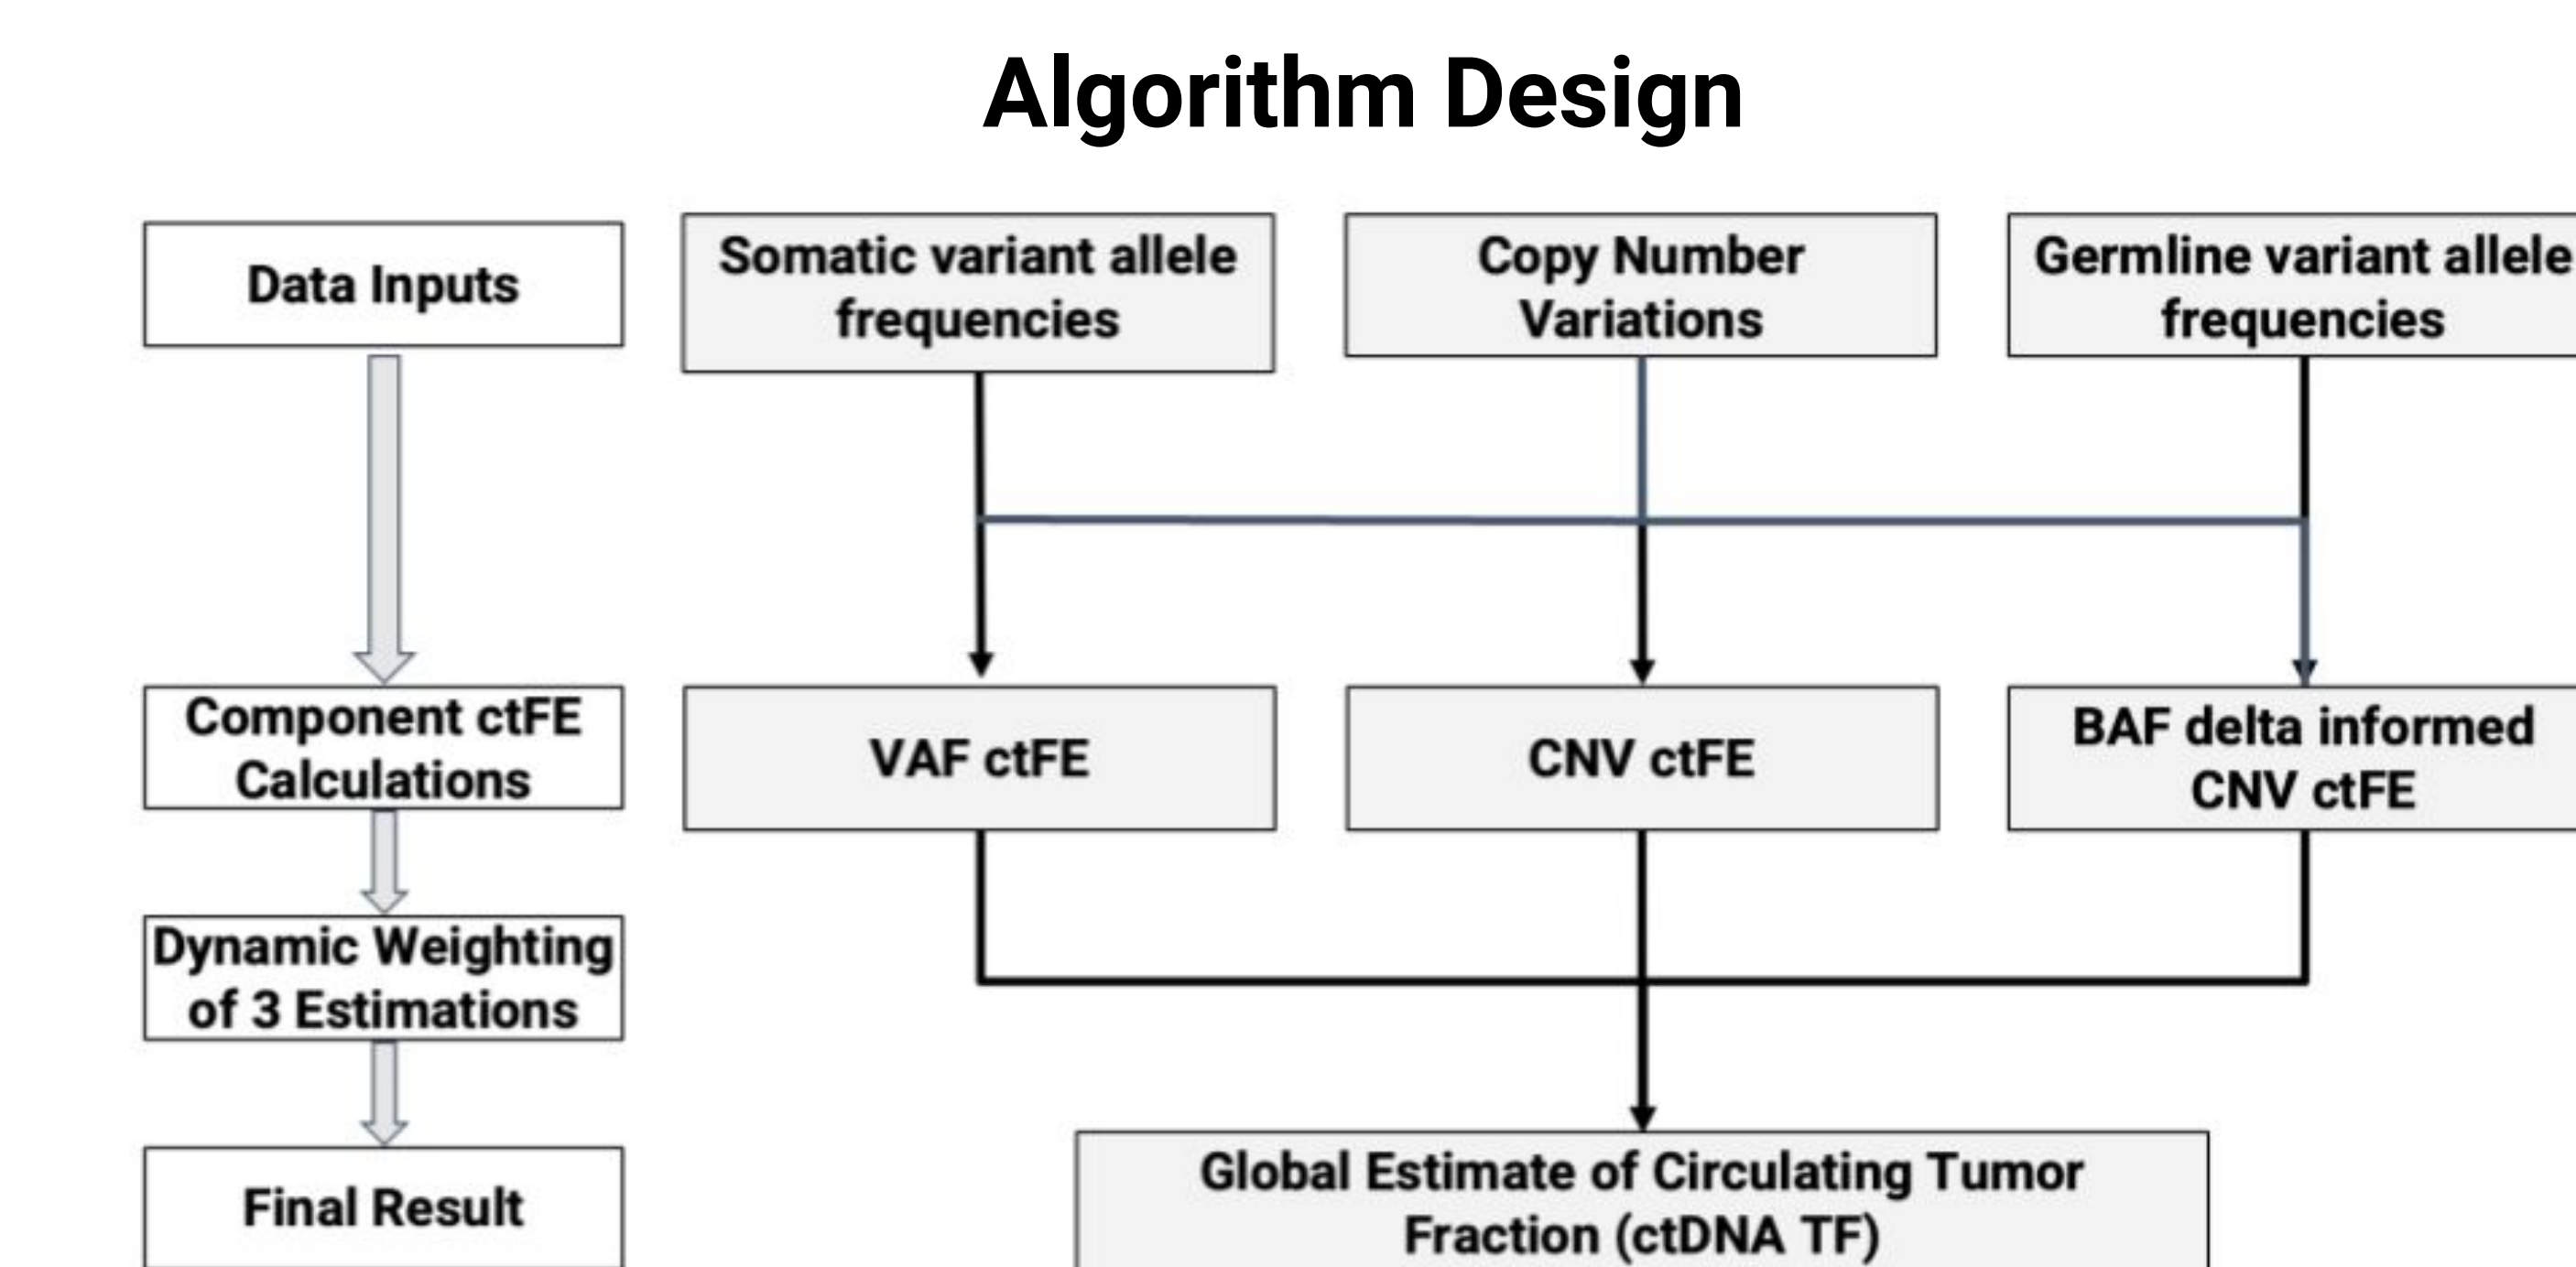 Algorithm Design
Data Inputs
Somatic variant allele
frequencies
Copy Number
Variations
Germline variant allele
frequencies
Component ctFE
Calculations
VAF ctFE
CNV ctFE
BAF delta informed
CNV ctFE
Dynamic Weighting
of 3 Estimations
Final Result
Global Estimate of Circulating Tumor
Fraction (ctDNA TF)